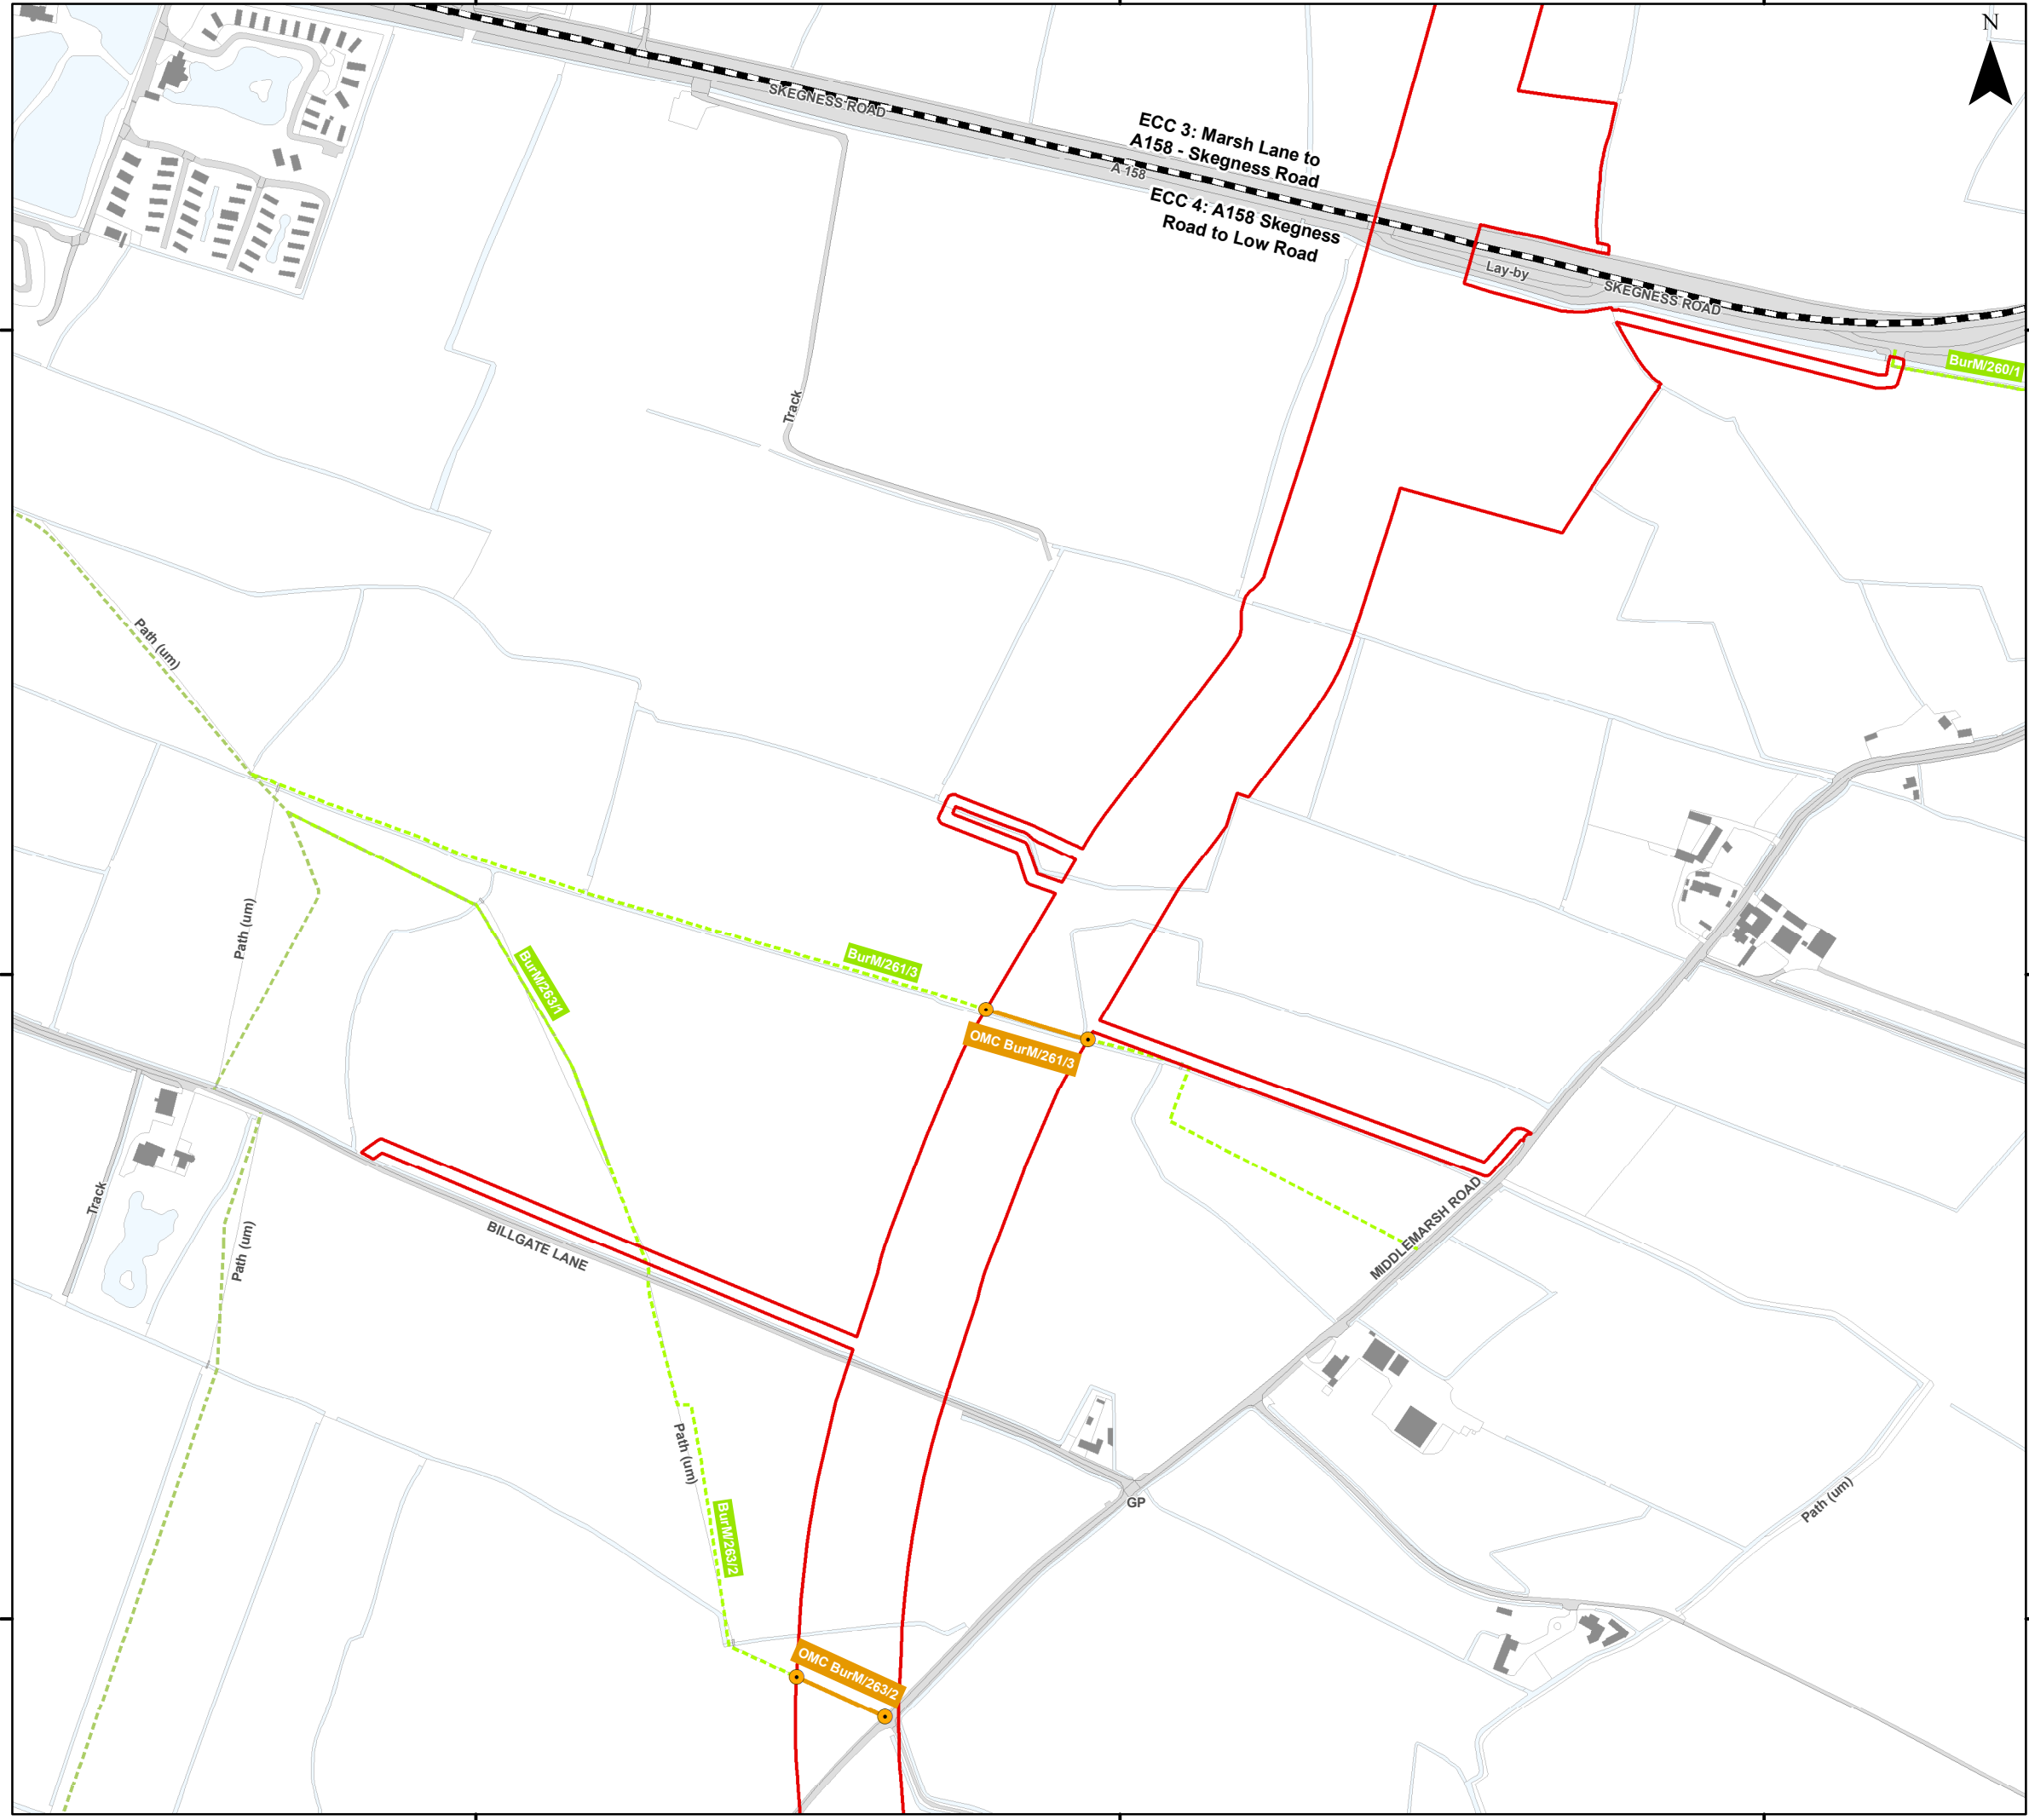 N
SKEGNESS ROAD
ECC 3: Marsh Lane to
A158 - Skegness Road
A 158
ECC 4: A158 Skegness
Road to Low Road
Lay-by
SKEGNESS ROAD
BurM/260/1
Track
Path (um)
Path (um)
BurM/261/3
BurM/263/1
OMC BurM/261/3
Track
Path (um)
BILLGATE LANE
MIDDLEMARSH ROAD
Path (um)
GP
Path (um)
BurM/263/2
OMC BurM/263/2